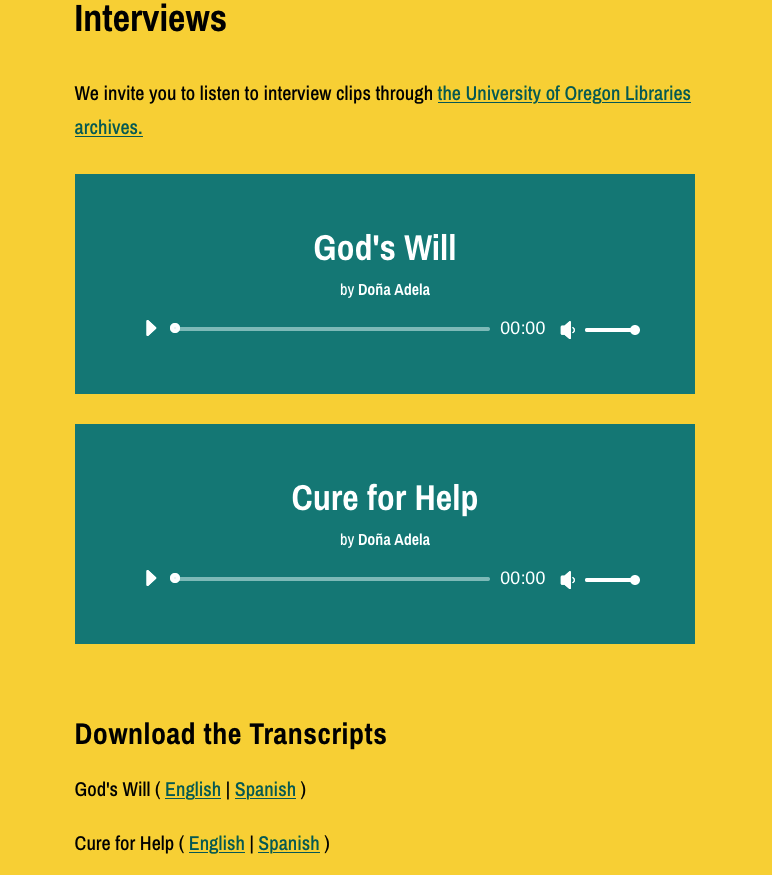 Interviews
We invite you to listen to interview clips through the University of Oregon Libraries
archives.
God's Will
by Doña Adela
00:00
Cure for Help
by Doña Adela
00:00
Download the Transcripts
God's Will ( English | Spanish )
Cure for Help ( English | Spanish )